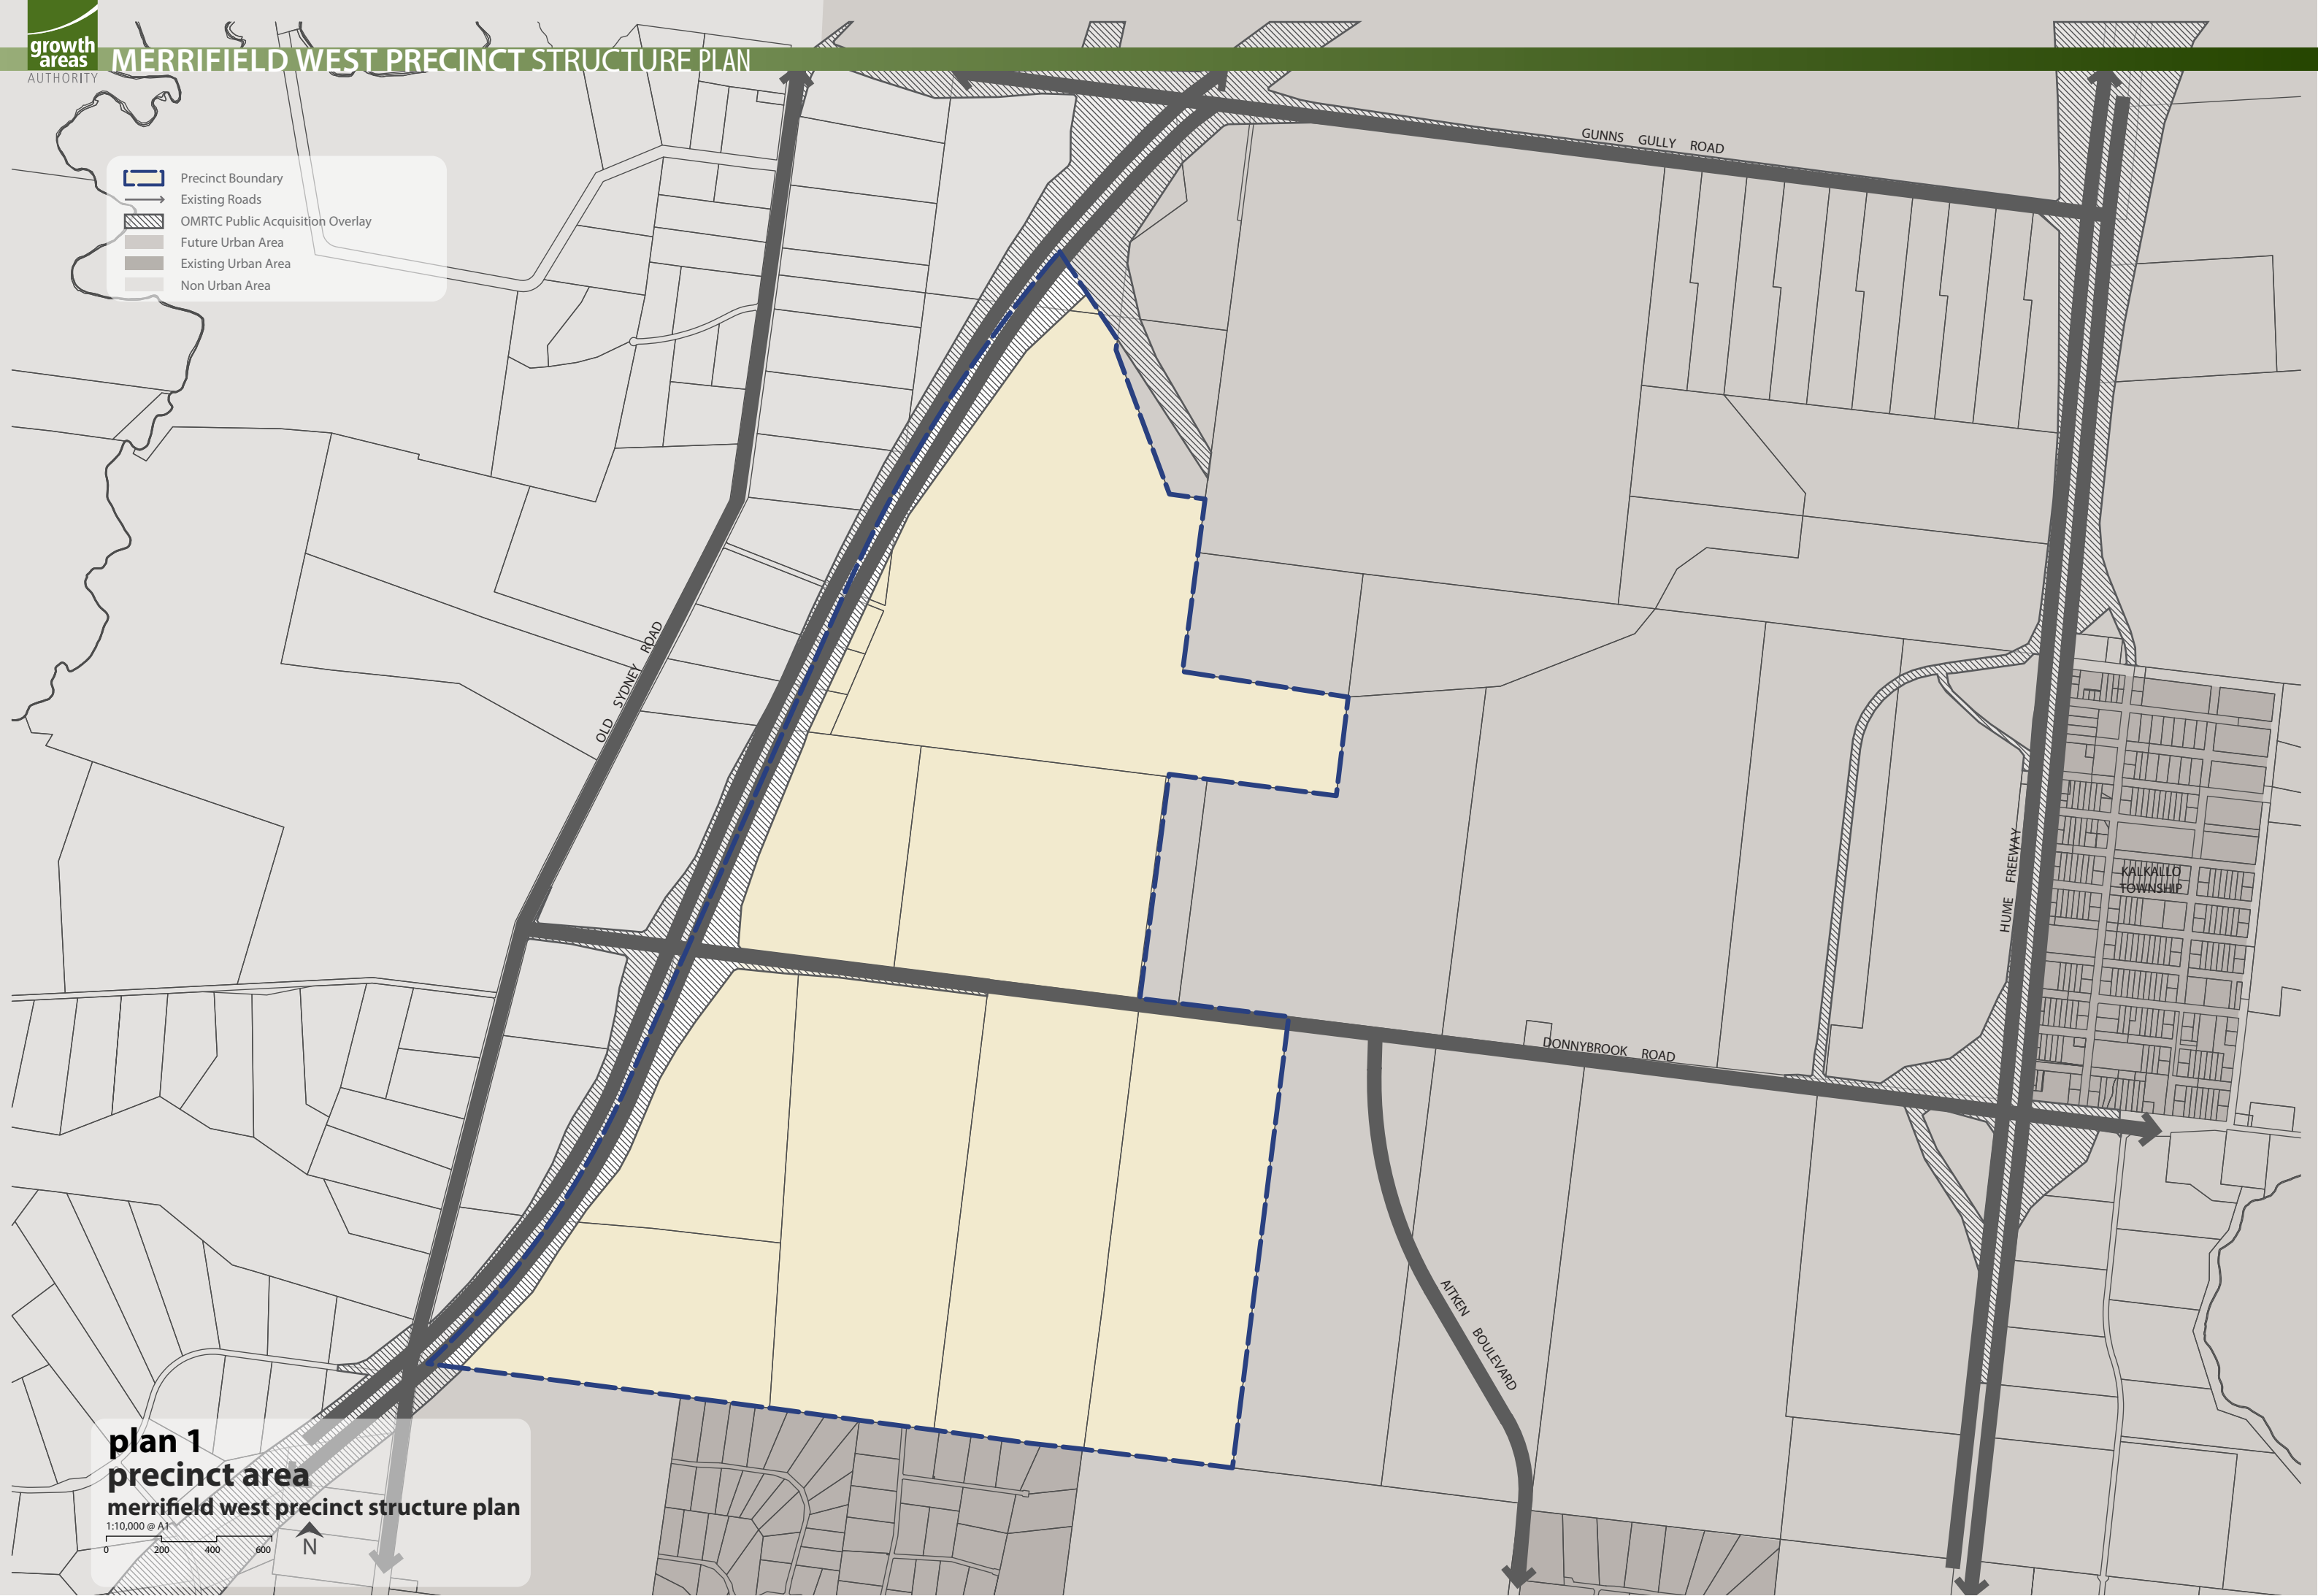 growth
areas
AUTHORITY
MERRIFIELD WEST PRECINCT STRUCTURE PLAN
GUNNS GULLY ROAD
Precinct Boundary
Existing Roads
OMRTC Public Acquisition Overlay
Future Urban Area
Existing Urban Area
Non Urban Area
OLD SYDNEY ROAD
HUME FREEWAY
KALKALLO
TOWNSHIP
DONNYBROOK ROAD
AITKEN BOULEVARD
plan 1
precinct area
merrifield west precinct structure plan
1:10,000 @ A1
0 200 400 600
N